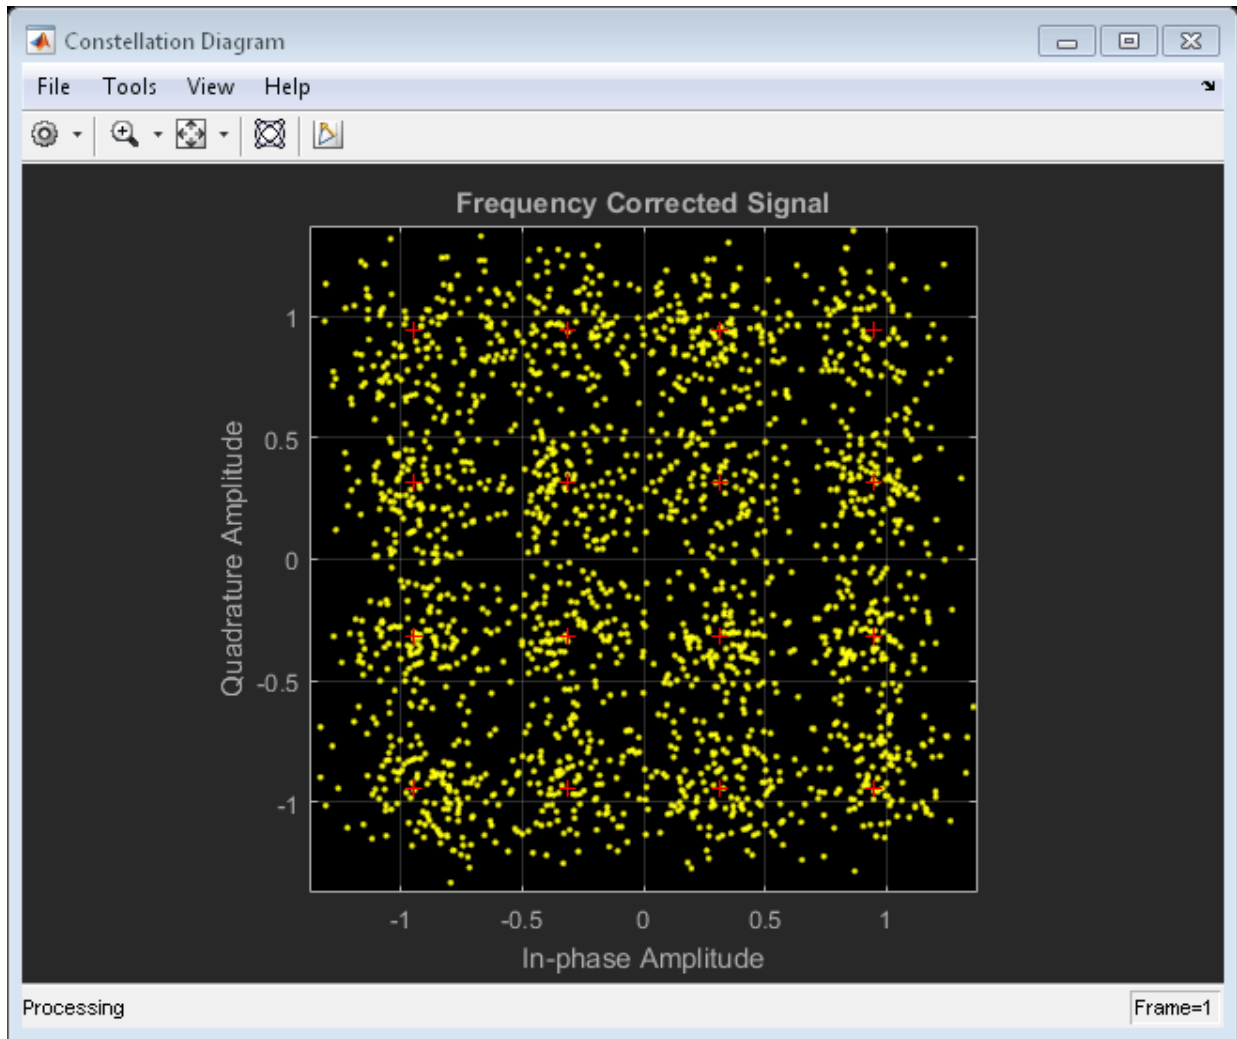 Constellation Diagram
File Tools View Help
Frequency Corrected Signal
Quadrature Amplitude
1
0.5
0
-0.5
-1
-1 -0.5 0 0.5 1
In-phase Amplitude
Processing Frame=1